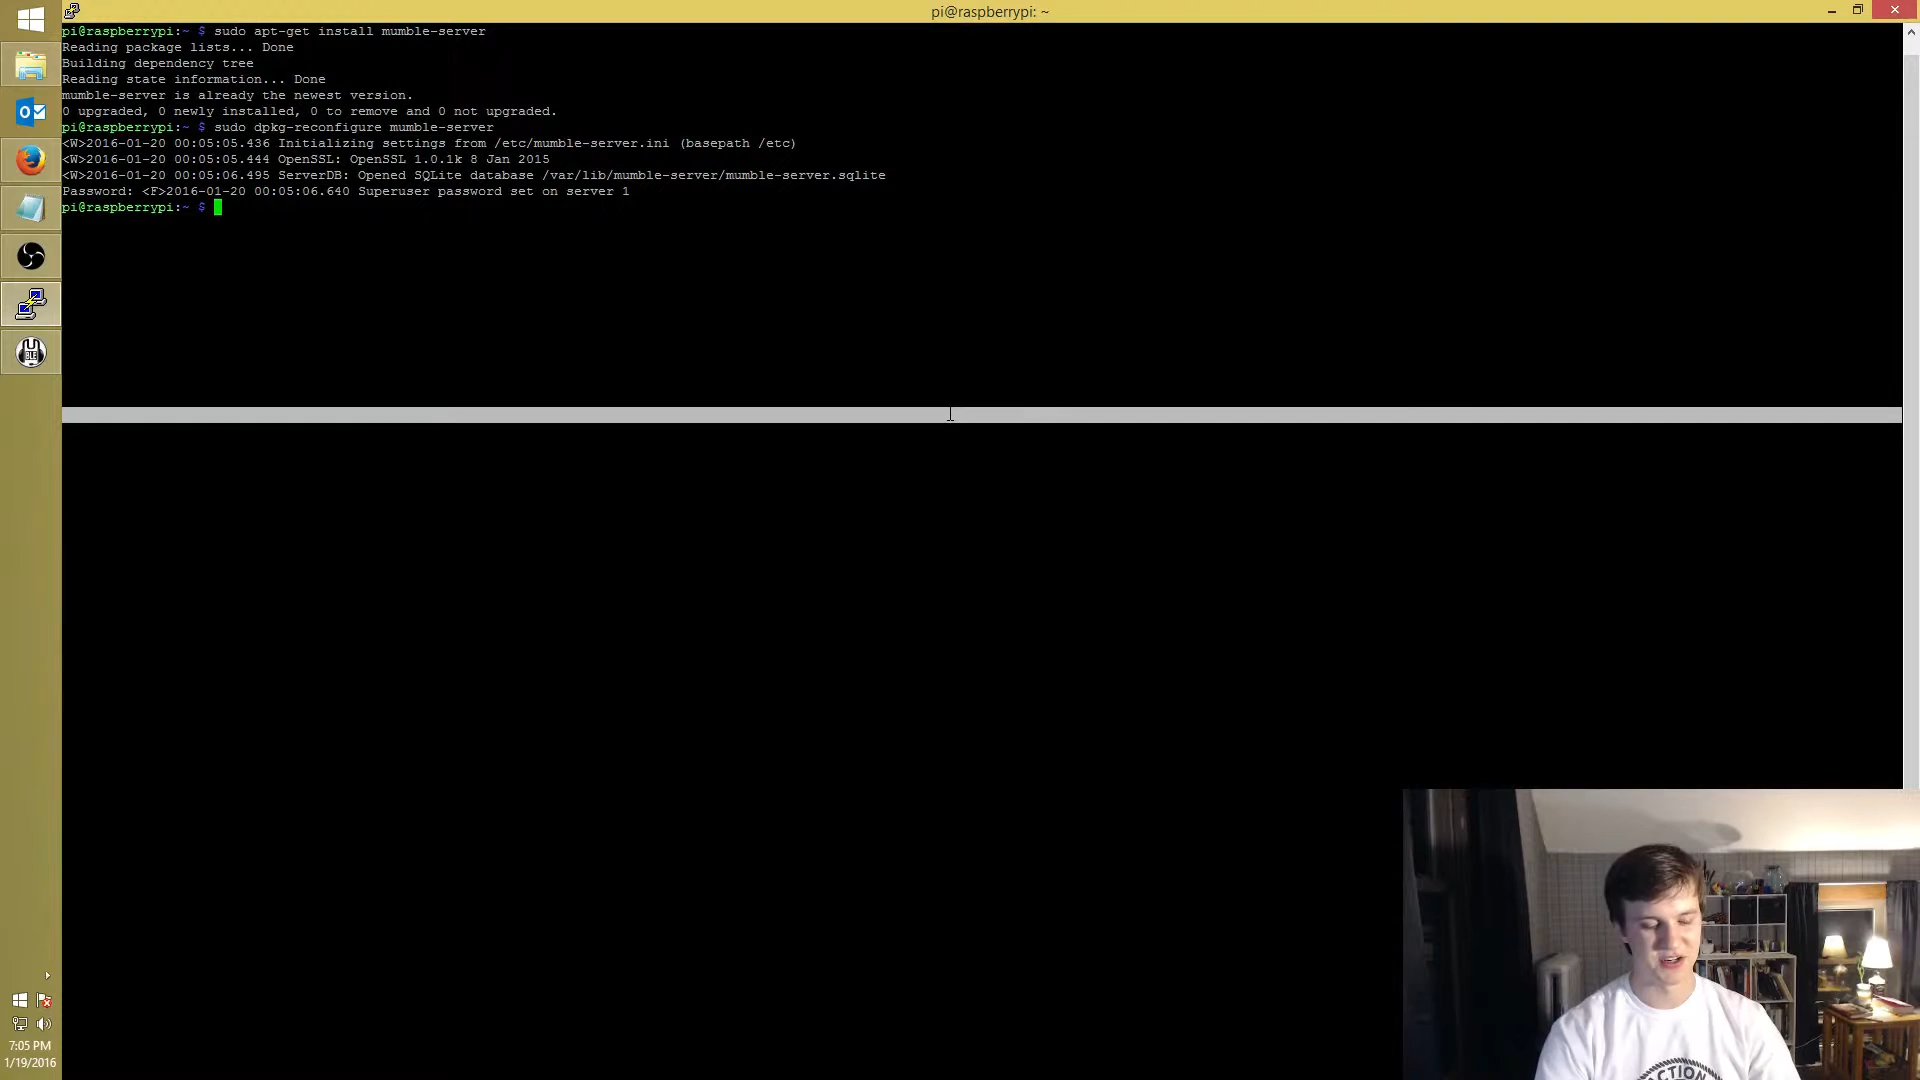 pi@raspberrypi: ~
pi@raspberrypi:~ $ sudo apt-get install mumble-server
Reading package lists... Done
Building dependency tree
Reading state information... Done
mumble-server is already the newest version.
0 upgraded, 0 newly installed, 0 to remove and 0 not upgraded.
pi@raspberrypi:~ $ sudo dpkg-reconfigure mumble-server
<W>2016-01-20 00:05:05.436 Initializing settings from /etc/mumble-server.ini (basepath /etc)
<W>2016-01-20 00:05:05.444 OpenSSL: OpenSSL 1.0.1k 8 Jan 2015
<W>2016-01-20 00:05:06.495 ServerDB: Opened SQLite database /var/lib/mumble-server/mumble-server.sqlite
Password: <F>2016-01-20 00:05:06.640 Superuser password set on server 1
pi@raspberrypi:~ $
BLE
7:05 PM
1/19/2016
ACTION